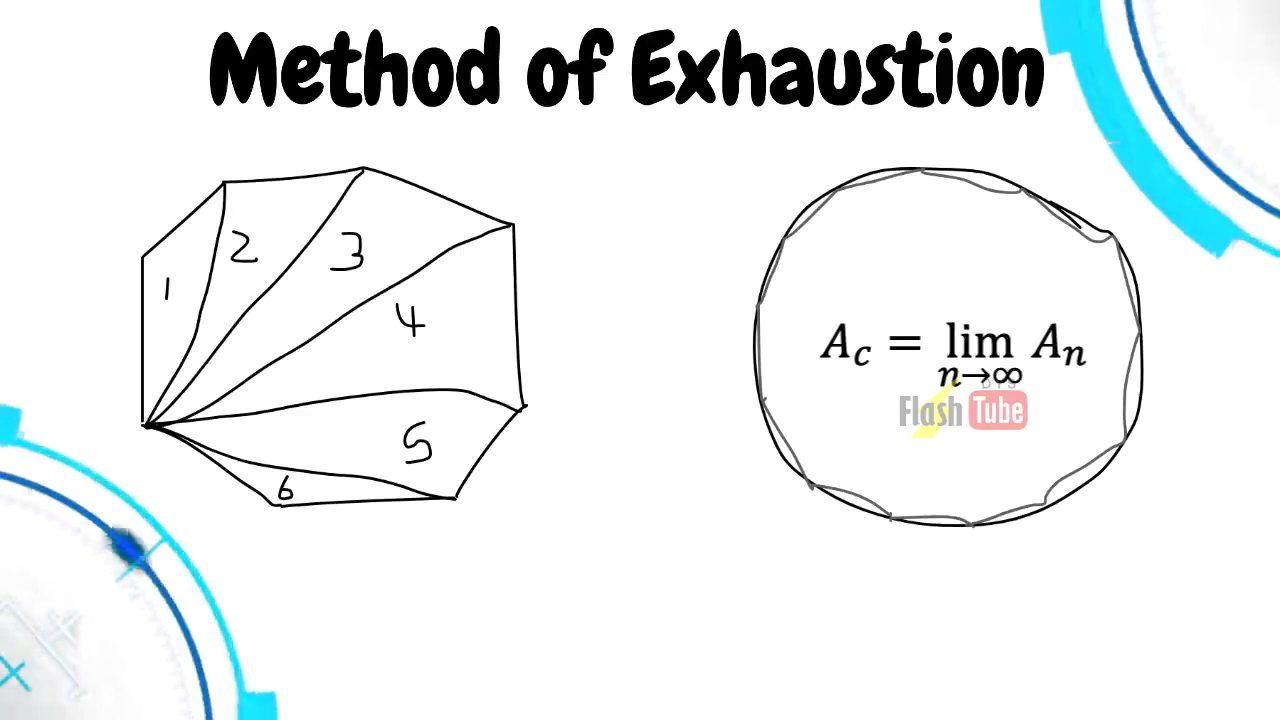 Method of Exhaustion
1
2
3
4
5
6
A_c = lim_{n→∞} A_n
Flash Tube